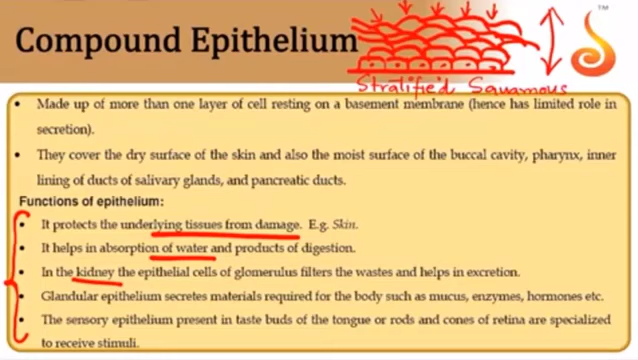 Compound Epithelium
TM
Stratified Squamous
• Made up of more than one layer of cell resting on a basement membrane (hence has limited role in
secretion).
• They cover the dry surface of the skin and also the moist surface of the buccal cavity, pharynx, inner
lining of ducts of salivary glands, and pancreatic ducts.
Functions of epithelium:
• It protects the underlying tissues from damage. E.g. Skin.
• It helps in absorption of water and products of digestion.
• In the kidney the epithelial cells of glomerulus filters the wastes and helps in excretion.
• Glandular epithelium secretes materials required for the body such as mucus, enzymes, hormones etc.
• The sensory epithelium present in taste buds of the tongue or rods and cones of retina are specialized
to receive stimuli.